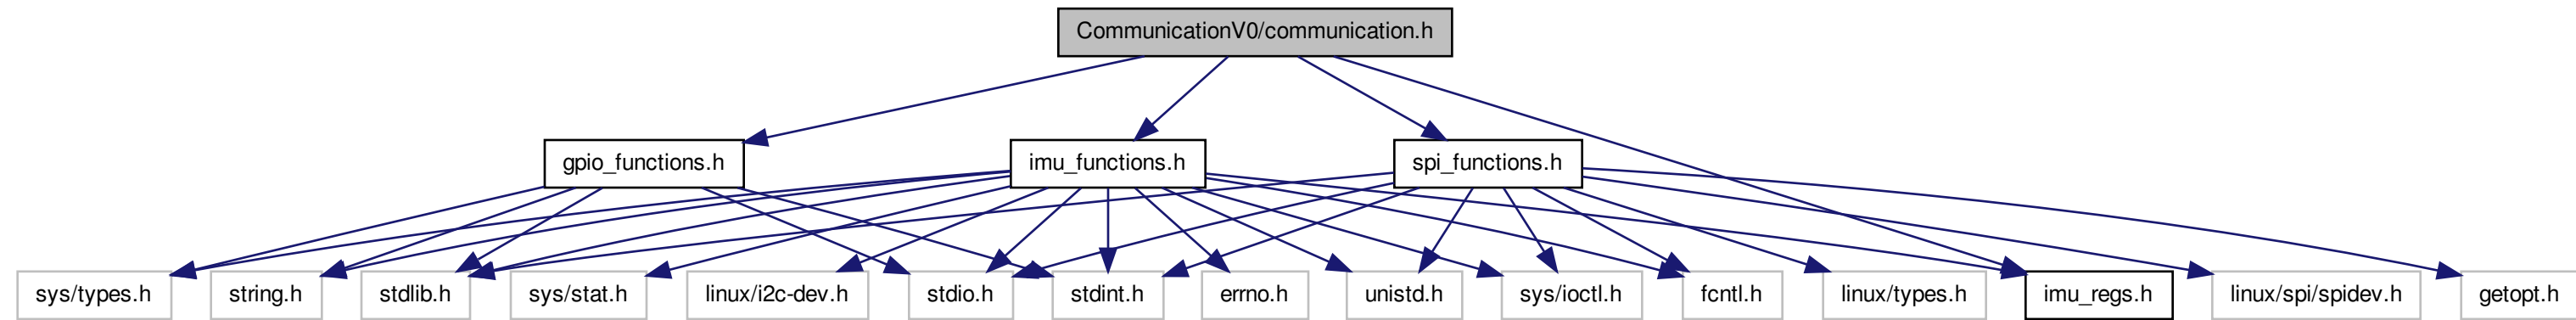 CommunicationV0/communication.h
gpio_functions.h
imu_functions.h
spi_functions.h
sys/types.h
string.h
stdlib.h
sys/stat.h
linux/i2c-dev.h
stdio.h
stdint.h
errno.h
unistd.h
sys/ioctl.h
fcntl.h
linux/types.h
imu_regs.h
linux/spi/spidev.h
getopt.h